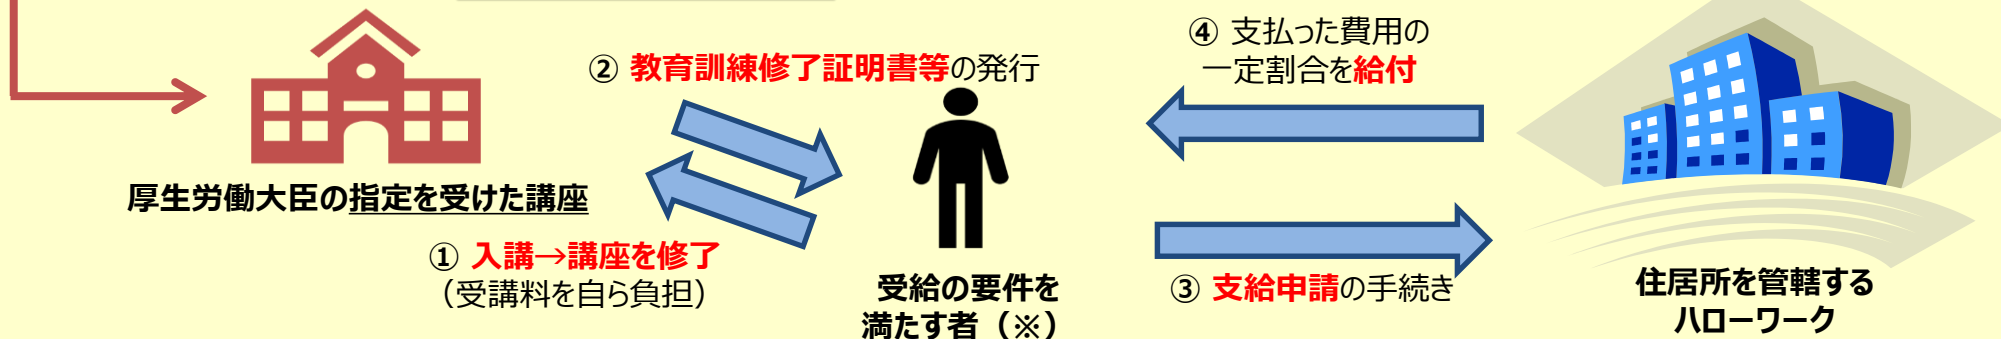 厚生労働大臣の指定を受けた講座
① 入講→講座を修了
（受講料を自ら負担）
② 教育訓練修了証明書等の発行
受給の要件を
満たす者（※）
③ 支給申請の手続き
④ 支払った費用の
一定割合を給付
住居所を管轄する
ハローワーク